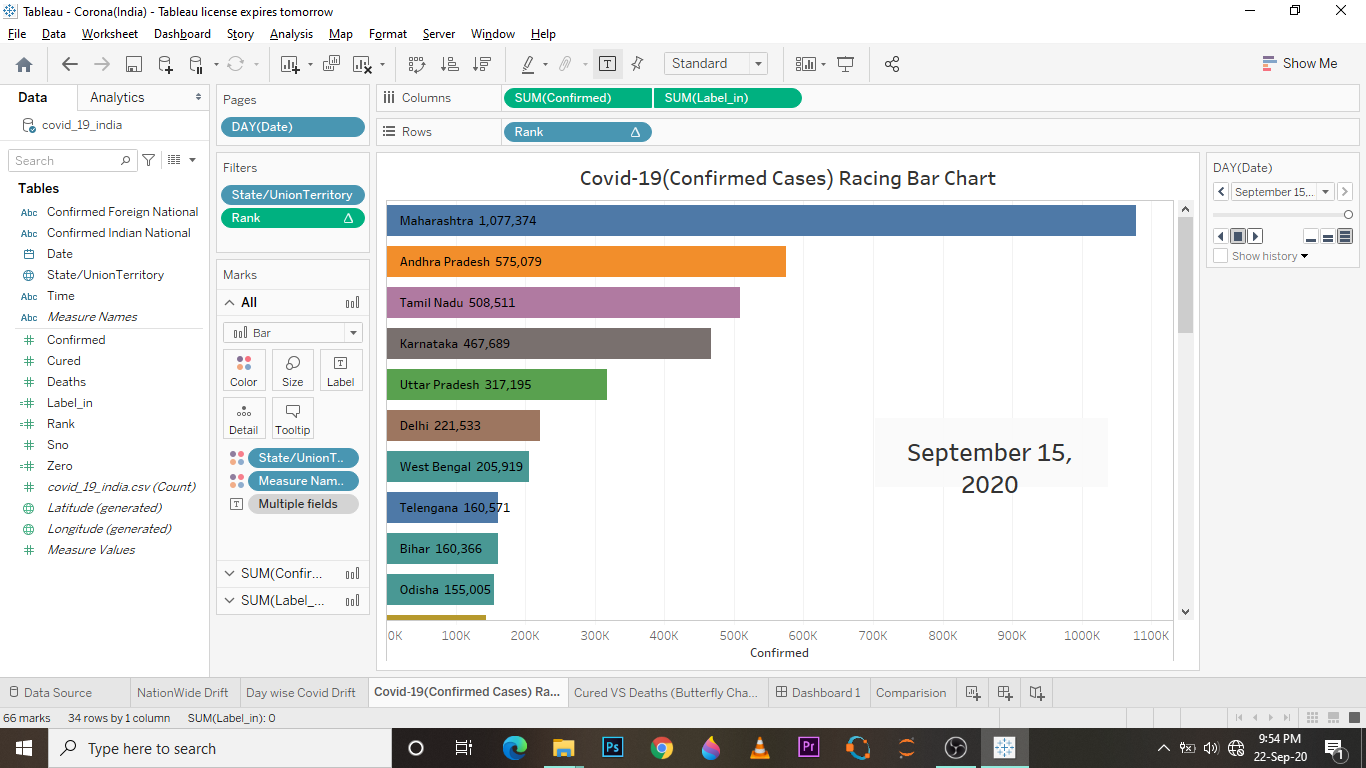 Tableau - Corona(India) - Tableau license expires tomorrow
File Data Worksheet Dashboard Story Analysis Map Format Server Window Help
Standard
Show Me
Data Analytics
covid_19_india
Search
Tables
Abc Confirmed Foreign National
Abc Confirmed Indian National
Date
State/UnionTerritory
Abc Time
Abc Measure Names
Confirmed
Cured
Deaths
Label_in
Rank
Sno
Zero
covid_19_india.csv (Count)
Latitude (generated)
Longitude (generated)
Measure Values
Pages
DAY(Date)
Filters
State/UnionTerritory
Rank Δ
Marks
All
Bar
Color Size Label
Detail Tooltip
State/UnionT..
Measure Nam..
Multiple fields
SUM(Confir...
SUM(Label_...
Columns SUM(Confirmed) SUM(Label_in)
Rows Rank Δ
Covid-19(Confirmed Cases) Racing Bar Chart
Maharashtra 1,077,374
Andhra Pradesh 575,079
Tamil Nadu 508,511
Karnataka 467,689
Uttar Pradesh 317,195
Delhi 221,533
West Bengal 205,919
Telengana 160,571
Bihar 160,366
Odisha 155,005
September 15,
2020
0K 100K 200K 300K 400K 500K 600K 700K 800K 900K 1000K 1100K
Confirmed
DAY(Date)
September 15,..
Show history
Data Source NationWide Drift Day wise Covid Drift Covid-19(Confirmed Cases) Ra... Cured VS Deaths (Butterfly Cha... Dashboard 1 Comparision
66 marks 34 rows by 1 column SUM(Label_in): 0
Type here to search
Ps
Pr
9:54 PM
22-Sep-20
1